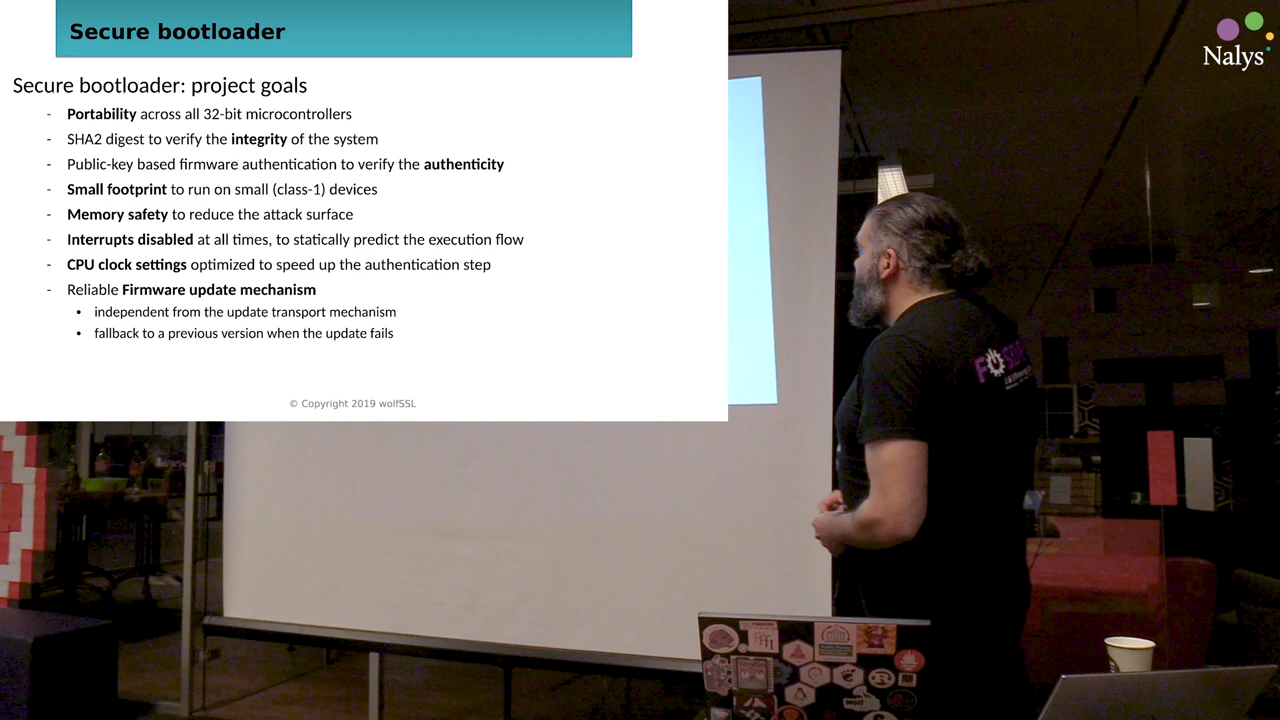 Secure bootloader
Nalys
Secure bootloader: project goals
- Portability across all 32-bit microcontrollers
- SHA2 digest to verify the integrity of the system
- Public-key based firmware authentication to verify the authenticity
- Small footprint to run on small (class-1) devices
- Memory safety to reduce the attack surface
- Interrupts disabled at all times, to statically predict the execution flow
- CPU clock settings optimized to speed up the authentication step
- Reliable Firmware update mechanism
• independent from the update transport mechanism
• fallback to a previous version when the update fails
© Copyright 2019 wolfSSL
wolf